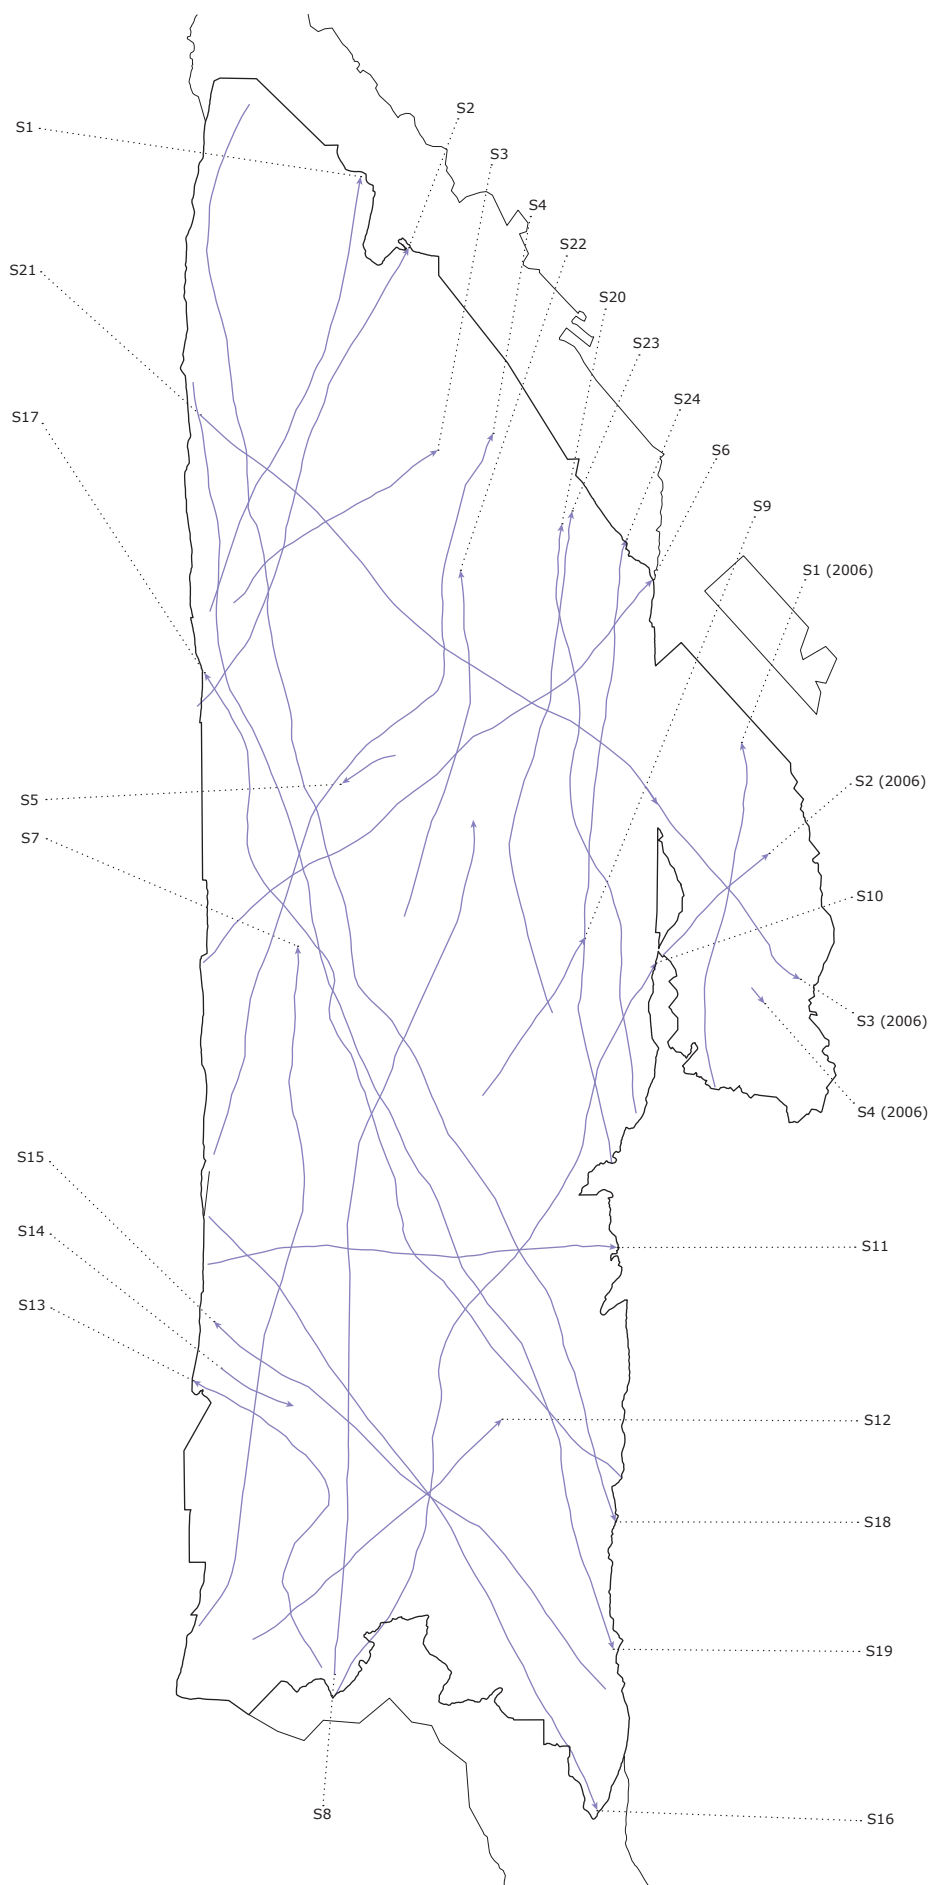 S2
S1
S3
S4
S22
S21
S20
S23
S24
S17
S6
S9
S1 (2006)
S2 (2006)
S5
S7
S10
S3 (2006)
S4 (2006)
S15
S14
S11
S13
S12
S18
S19
S8
S16